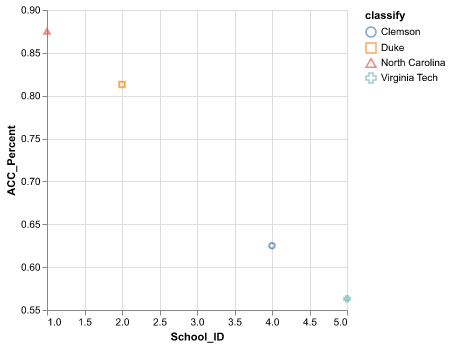 0.90
0.85
0.80
0.75
0.70
0.65
0.60
0.55
ACC_Percent
1.0 1.5 2.0 2.5 3.0 3.5 4.0 4.5 5.0
School_ID
classify
Clemson
Duke
North Carolina
Virginia Tech